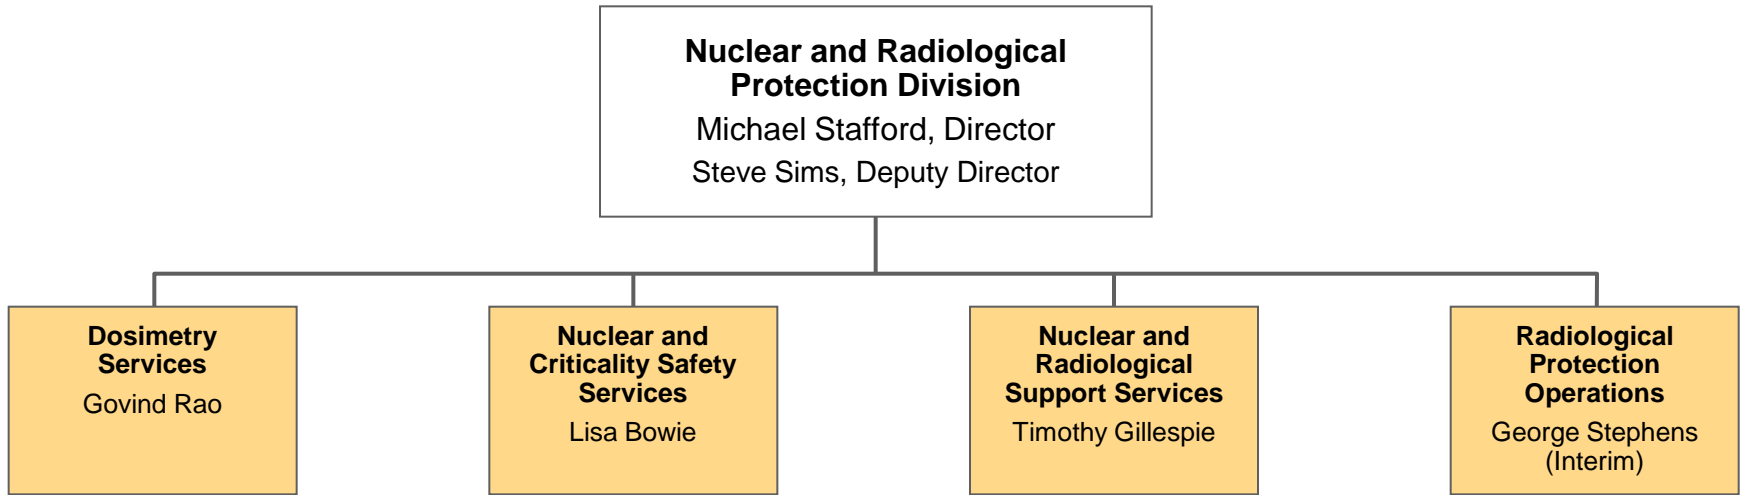 Nuclear and Radiological
Protection Division
Michael Stafford, Director
Steve Sims, Deputy Director
Dosimetry
Services
Govind Rao
Nuclear and
Criticality Safety
Services
Lisa Bowie
Nuclear and
Radiological
Support Services
Timothy Gillespie
Radiological
Protection
Operations
George Stephens
(Interim)